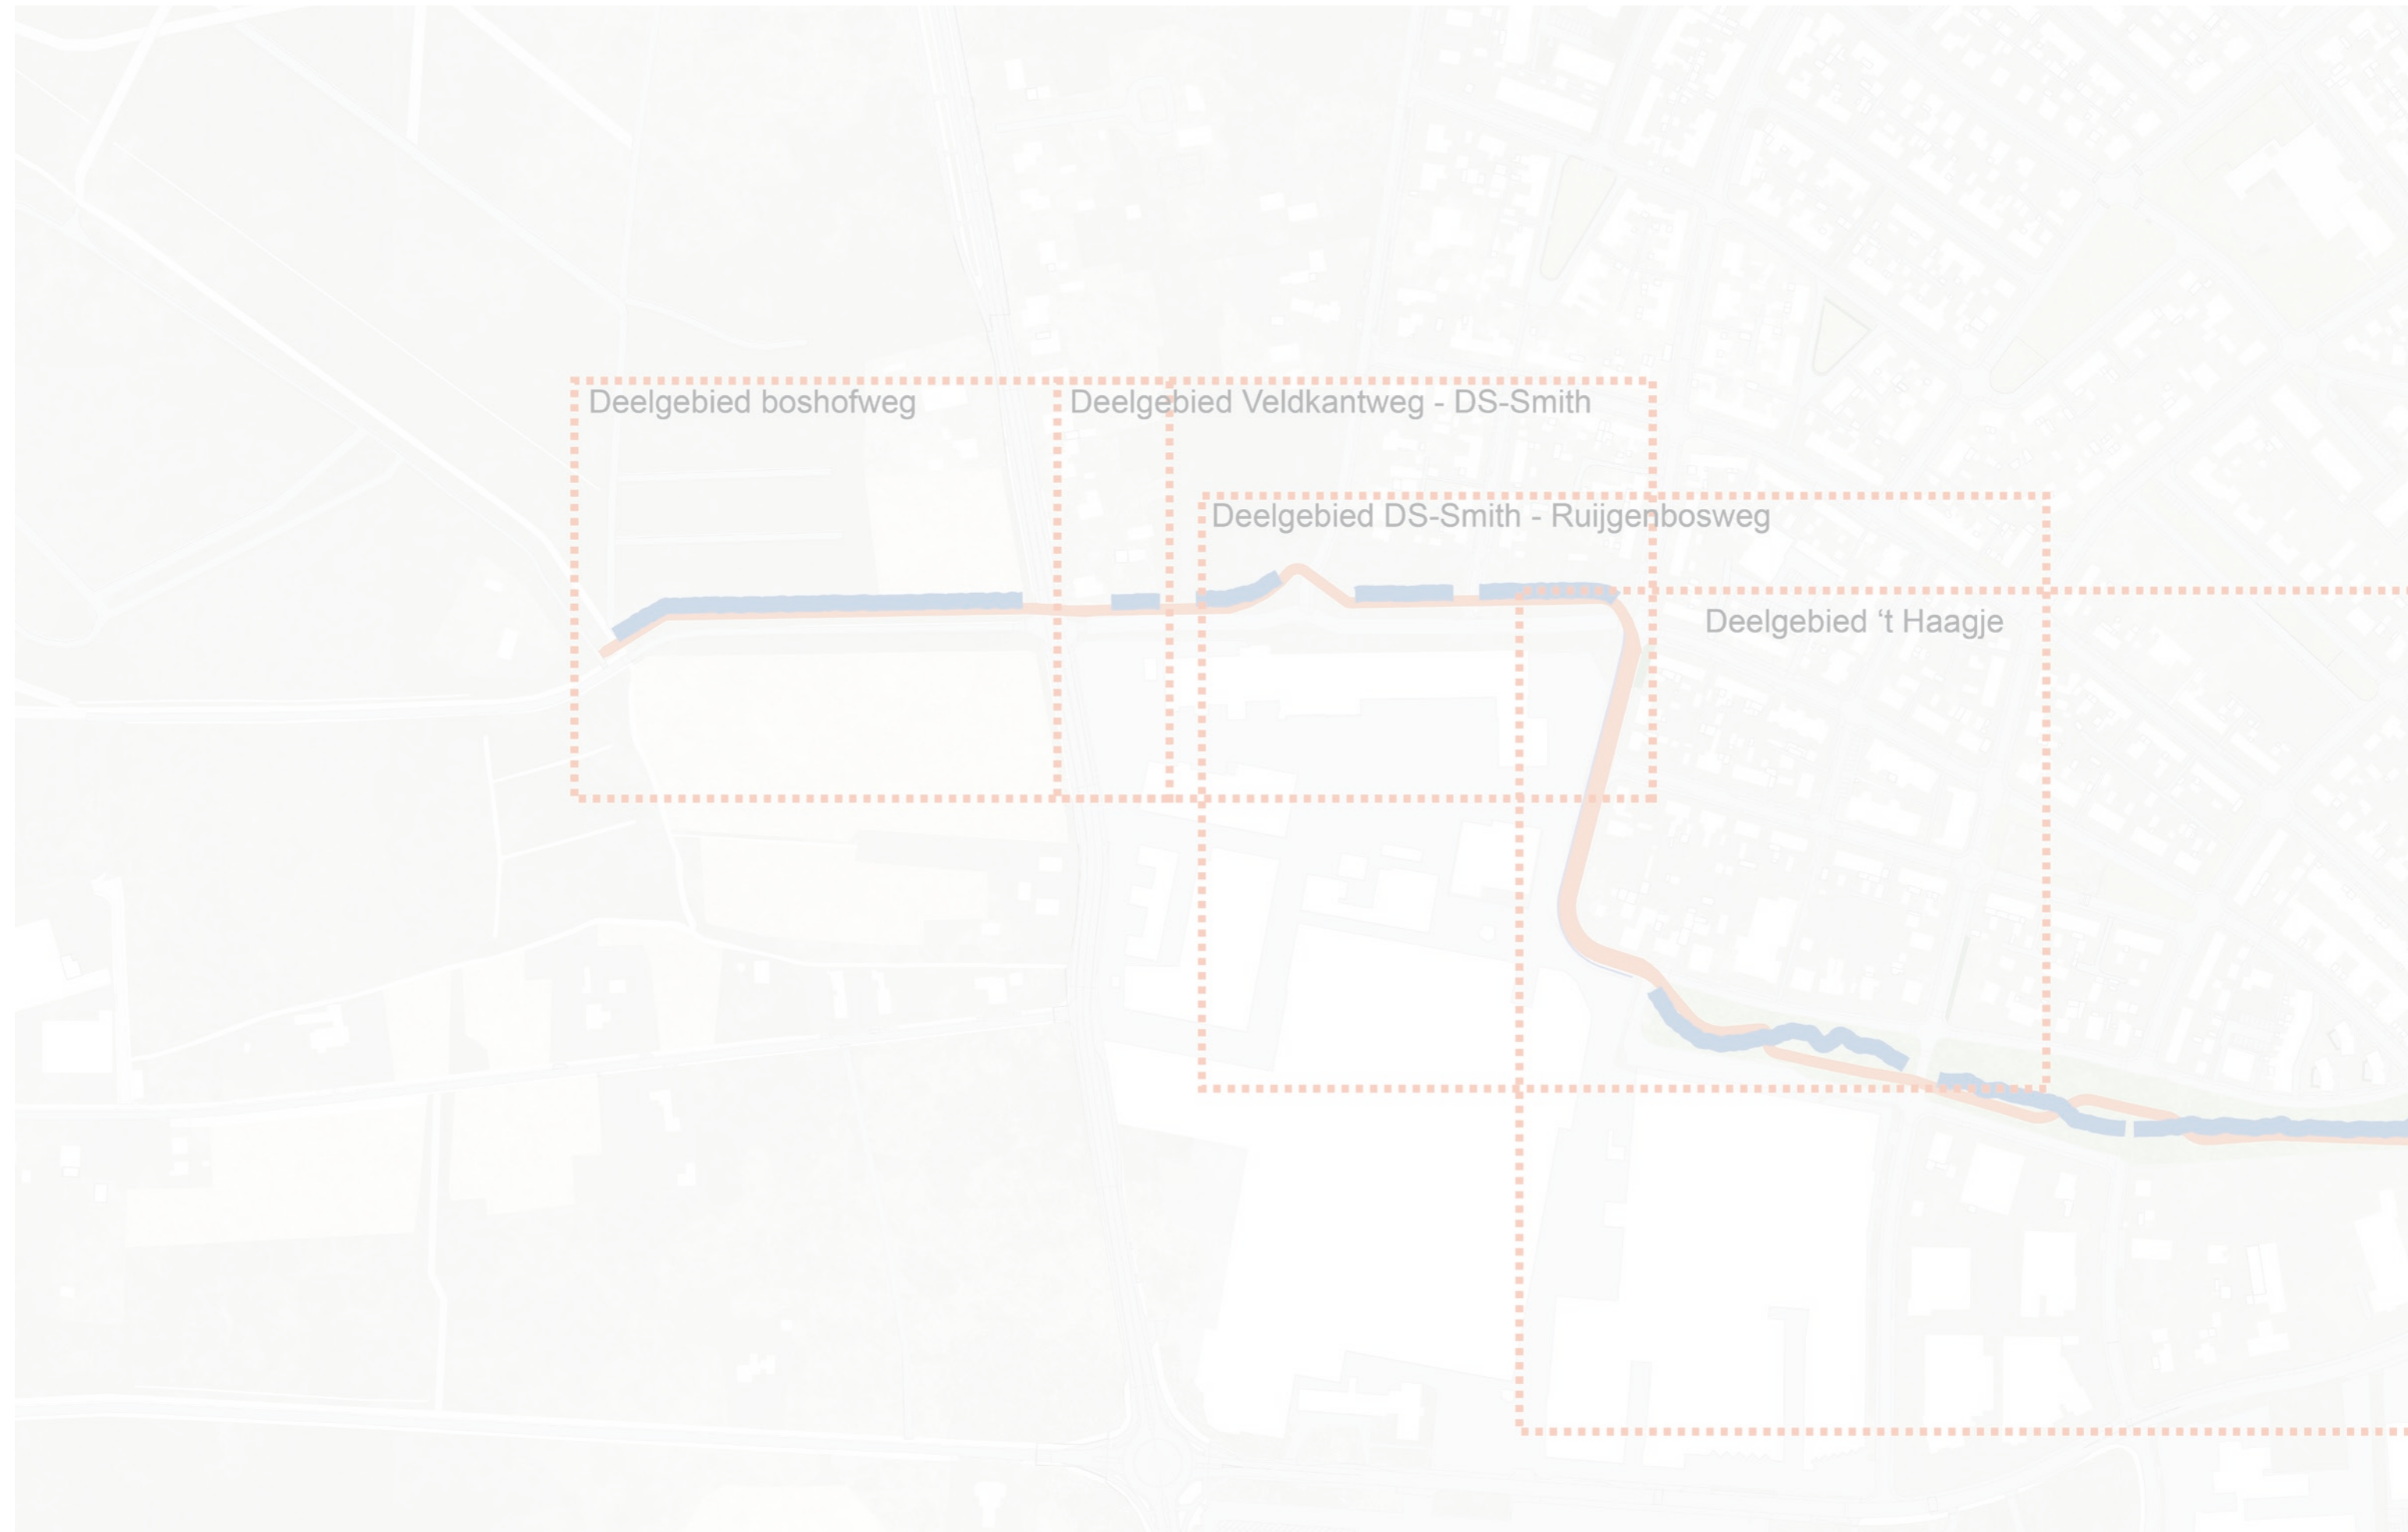 Deelgebied boshofweg
Deelgebied Veldkantweg - DS-Smith
Deelgebied DS-Smith - Ruijgenbosweg
Deelgebied ‘t Haagje